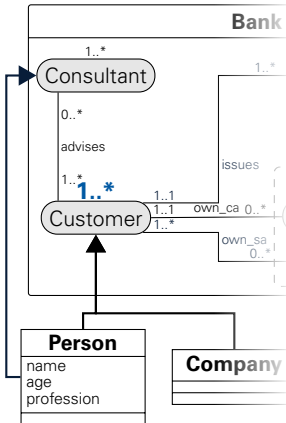 Bank
1..*
Consultant
1..*
0..*
advises
issues
1..*
1..*
1..1
1..1
own_ca 0..*
Customer
1..*
own_sa
0..*
Person
name
age
profession
Company